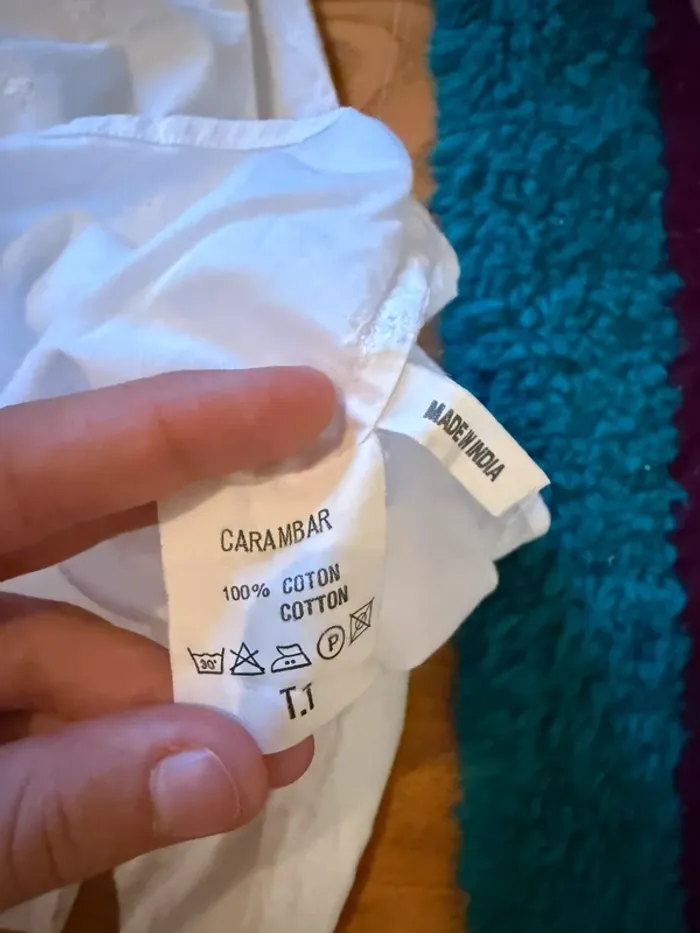 MADE IN INDIA
CARAMBAR
100% COTON
COTTON
30°
P
T.1